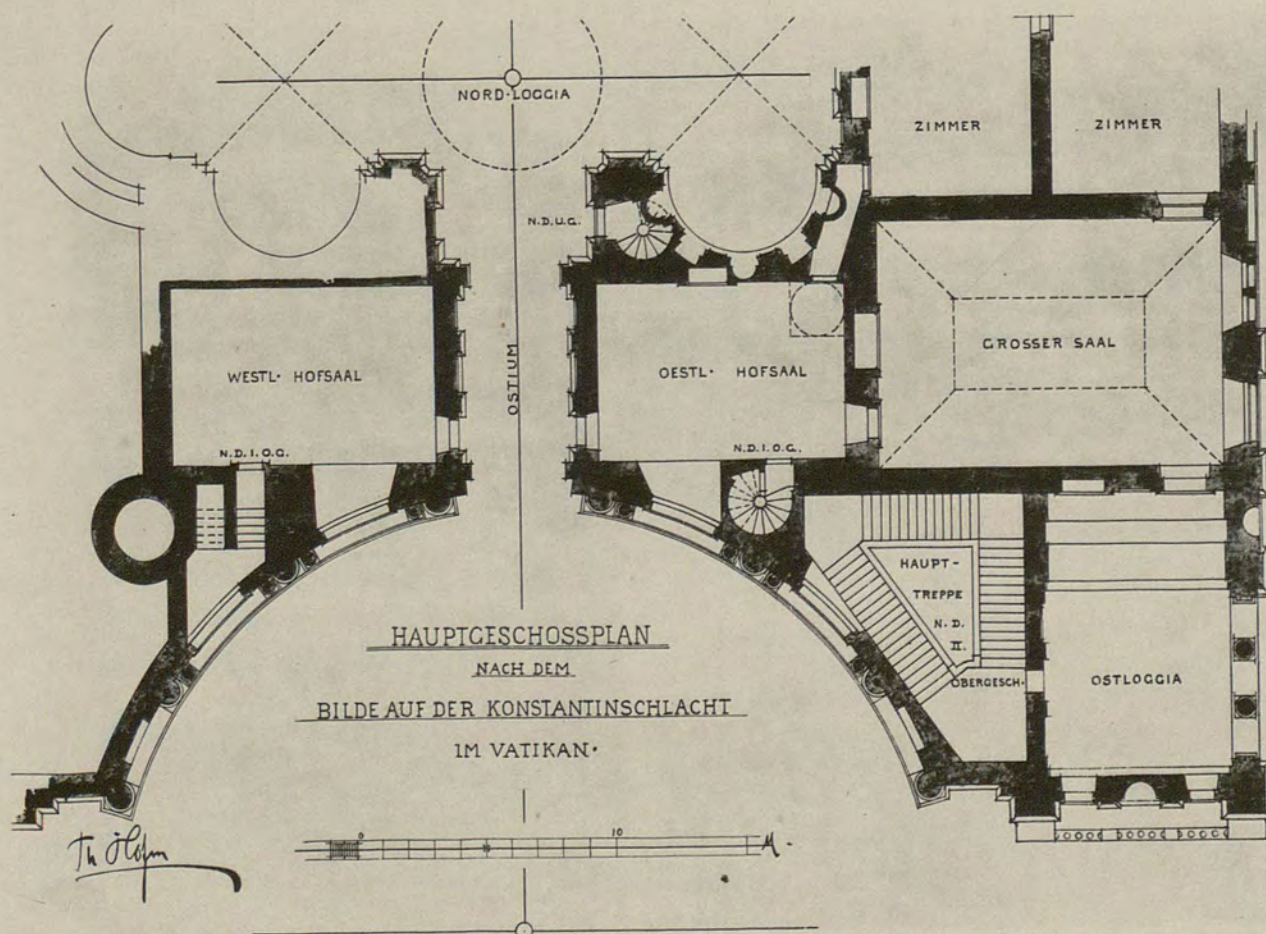 NORD·LOGGIA
ZIMMER
ZIMMER
N.D.U.G.
OSTIUM
WESTL· HOFSAAL
OESTL· HOFSAAL
GROSSER SAAL
N.D.I.O.G.
N.D.I.O.G.
HAUPT-
TREPPE
N. D.
II.
OBERGESCH·
OSTLOGGIA
HAUPTGESCHOSSPLAN
NACH DEM
BILDE AUF DER KONSTANTINSCHLACHT
IM VATIKAN·
0
10
M.